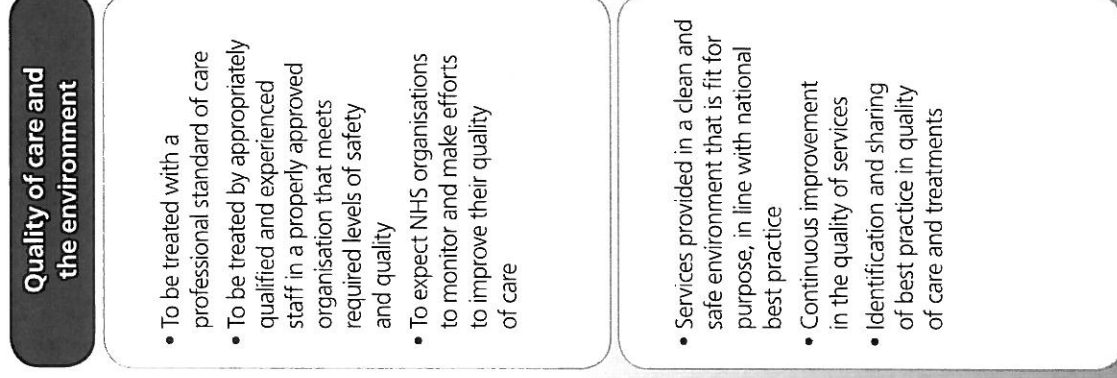 Quality of care and
the environment
• To be treated with a
professional standard of care
• To be treated by appropriately
qualified and experienced
staff in a properly approved
organisation that meets
required levels of safety
and quality
• To expect NHS organisations
to monitor and make efforts
to improve their quality
of care
• Services provided in a clean and
safe environment that is fit for
purpose, in line with national
best practice
• Continuous improvement
in the quality of services
• Identification and sharing
of best practice in quality
of care and treatments